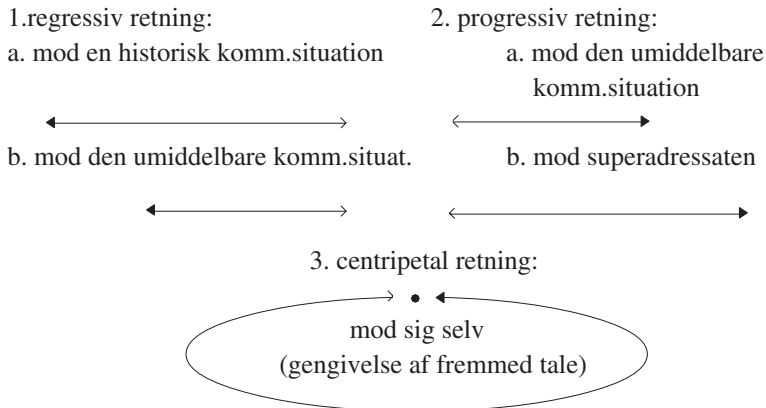 1.regressiv retning:
a. mod en historisk komm.situation
2. progressiv retning:
a. mod den umiddelbare
komm.situation
b. mod den umiddelbare komm.situat.
b. mod superadressaten
3. centripetal retning:
mod sig selv
(gengivelse af fremmed tale)